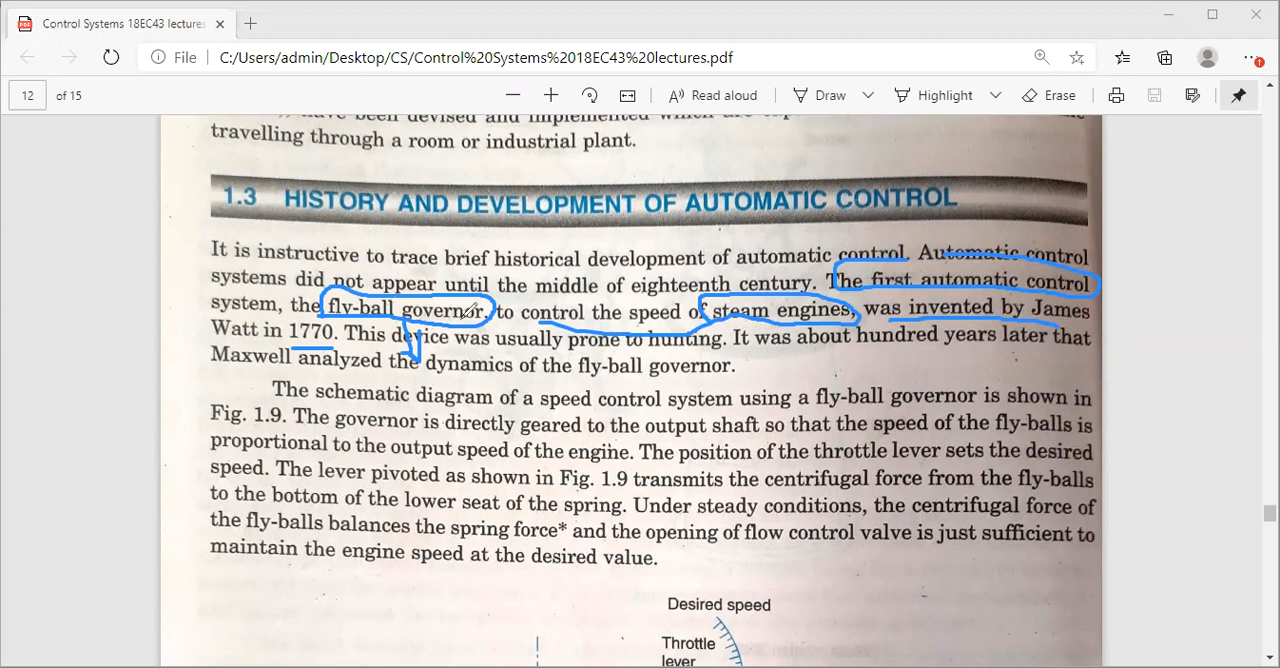 Control Systems 18EC43 lectures
File
C:/Users/admin/Desktop/CS/Control%20Systems%2018EC43%20lectures.pdf
12 of 15
Read aloud
Draw
Highlight
Erase
been devised and implemented which are
travelling through a room or industrial plant.
1.3 HISTORY AND DEVELOPMENT OF AUTOMATIC CONTROL
It is instructive to trace brief historical development of automatic control. Automatic control
systems did not appear until the middle of eighteenth century. The first automatic control
system, the fly-ball governor, to control the speed of steam engines, was invented by James
Watt in 1770. This device was usually prone to hunting. It was about hundred years later that
Maxwell analyzed the dynamics of the fly-ball governor.
The schematic diagram of a speed control system using a fly-ball governor is shown in
Fig. 1.9. The governor is directly geared to the output shaft so that the speed of the fly-balls is
proportional to the output speed of the engine. The position of the throttle lever sets the desired
speed. The lever pivoted as shown in Fig. 1.9 transmits the centrifugal force from the fly-balls
to the bottom of the lower seat of the spring. Under steady conditions, the centrifugal force of
the fly-balls balances the spring force* and the opening of flow control valve is just sufficient to
maintain the engine speed at the desired value.
Desired speed
Throttle
lever